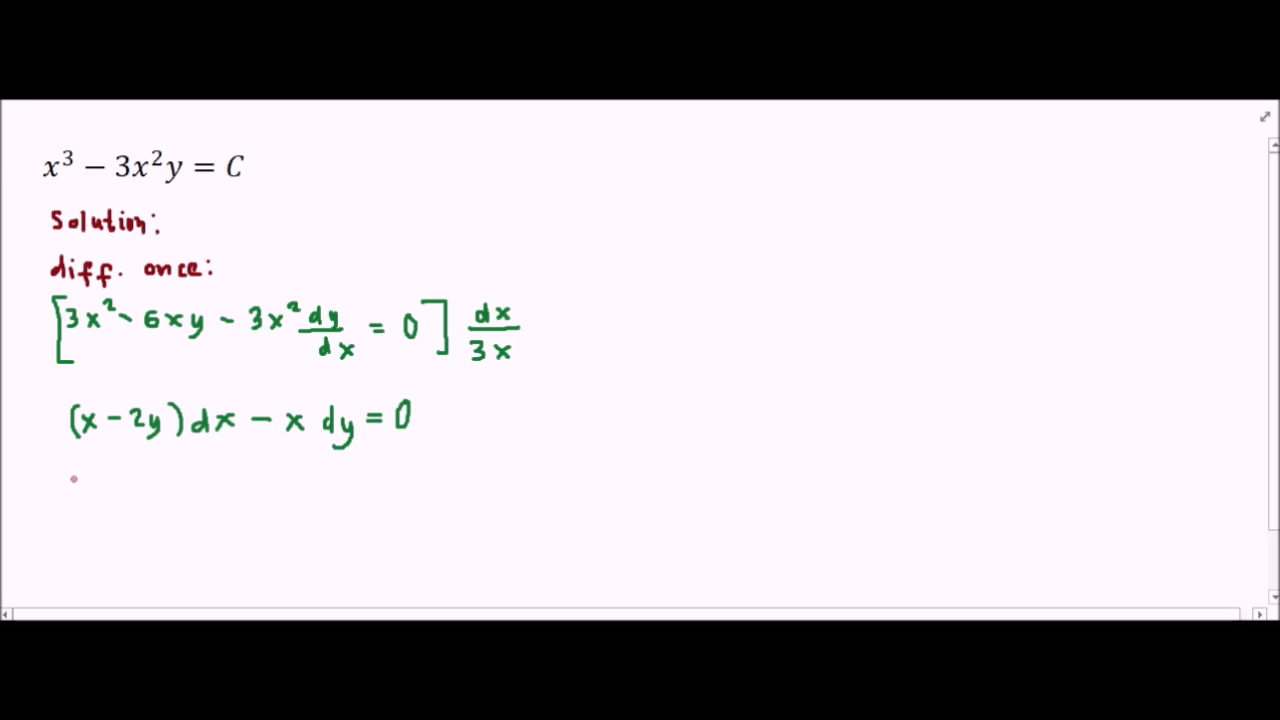 x³ − 3x²y = C
Solution:
diff. once:
[3x² - 6xy - 3x² dy/dx = 0] dx/3x
(x - 2y)dx - x dy = 0